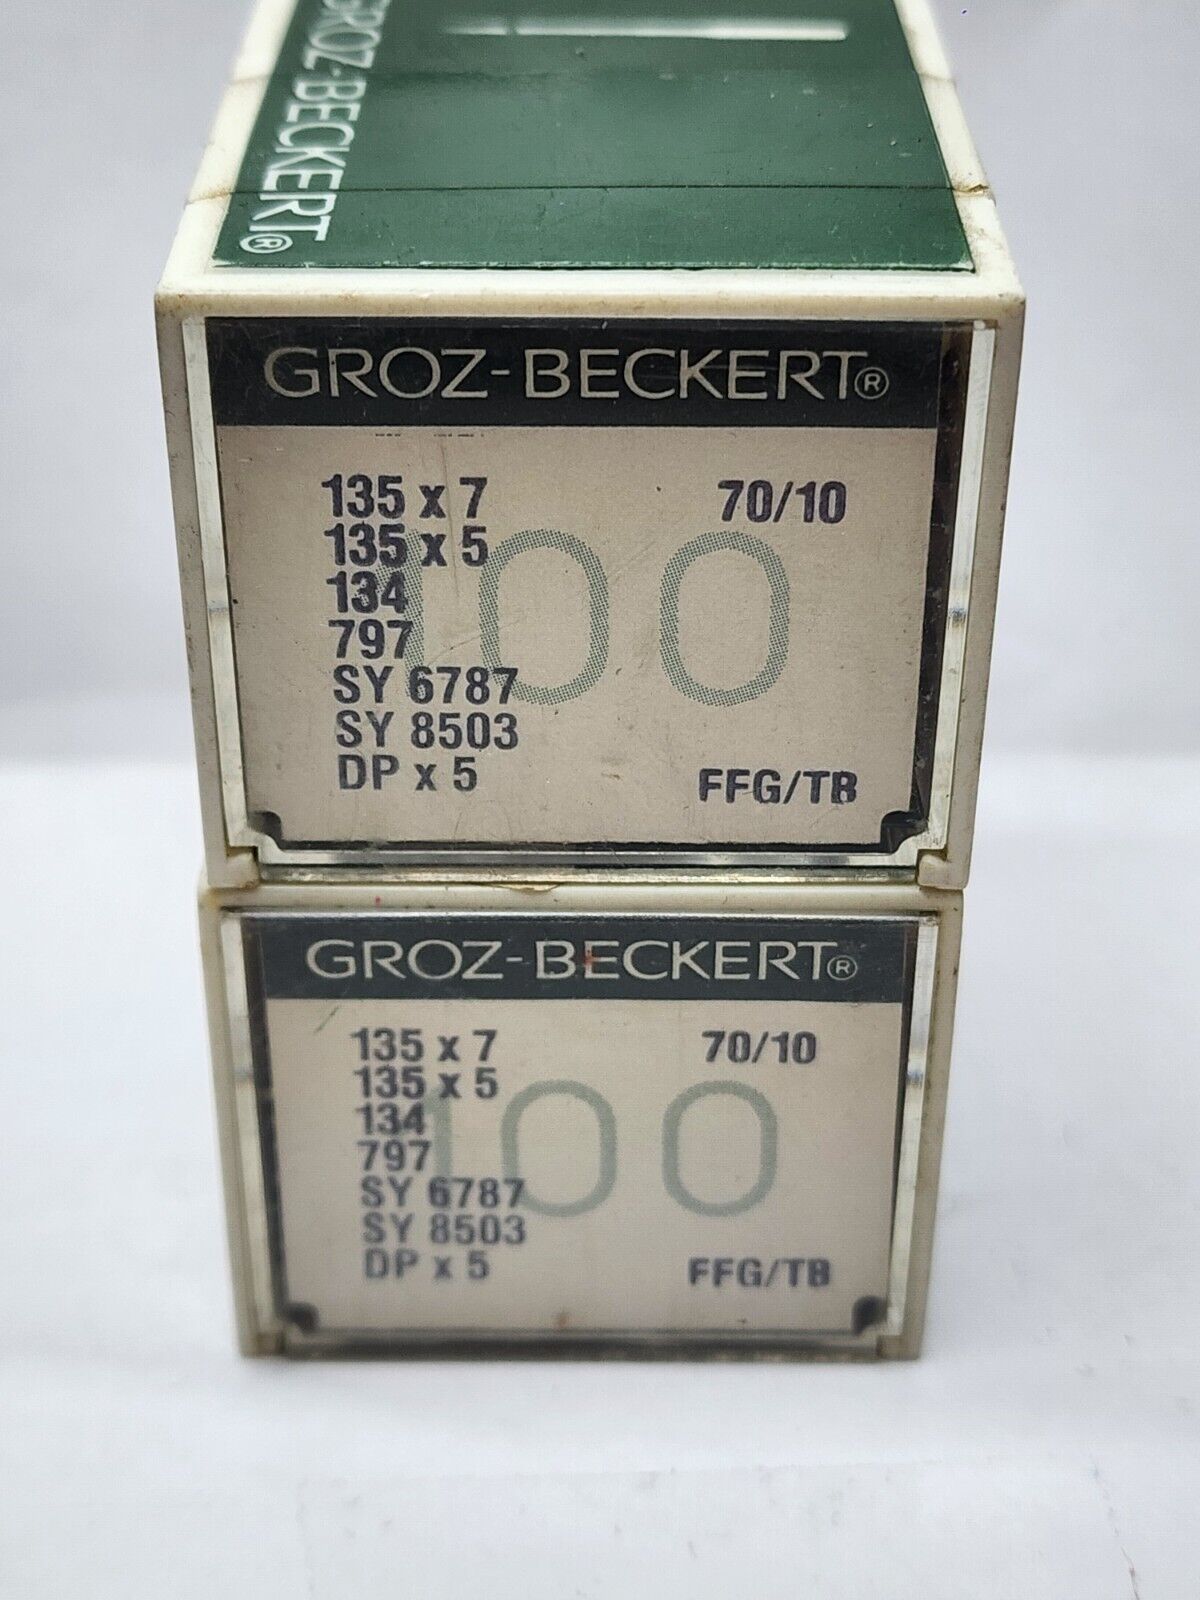 GROZ-BECKERT®
GROZ-BECKERT®
135 x 7 70/10
135 x 5
134
797
SY 6787
SY 8503
DP x 5 FFG/TB
100
GROZ-BECKERT®
135 x 7 70/10
135 x 5
134
797
SY 6787
SY 8503
DP x 5 FFG/TB
100